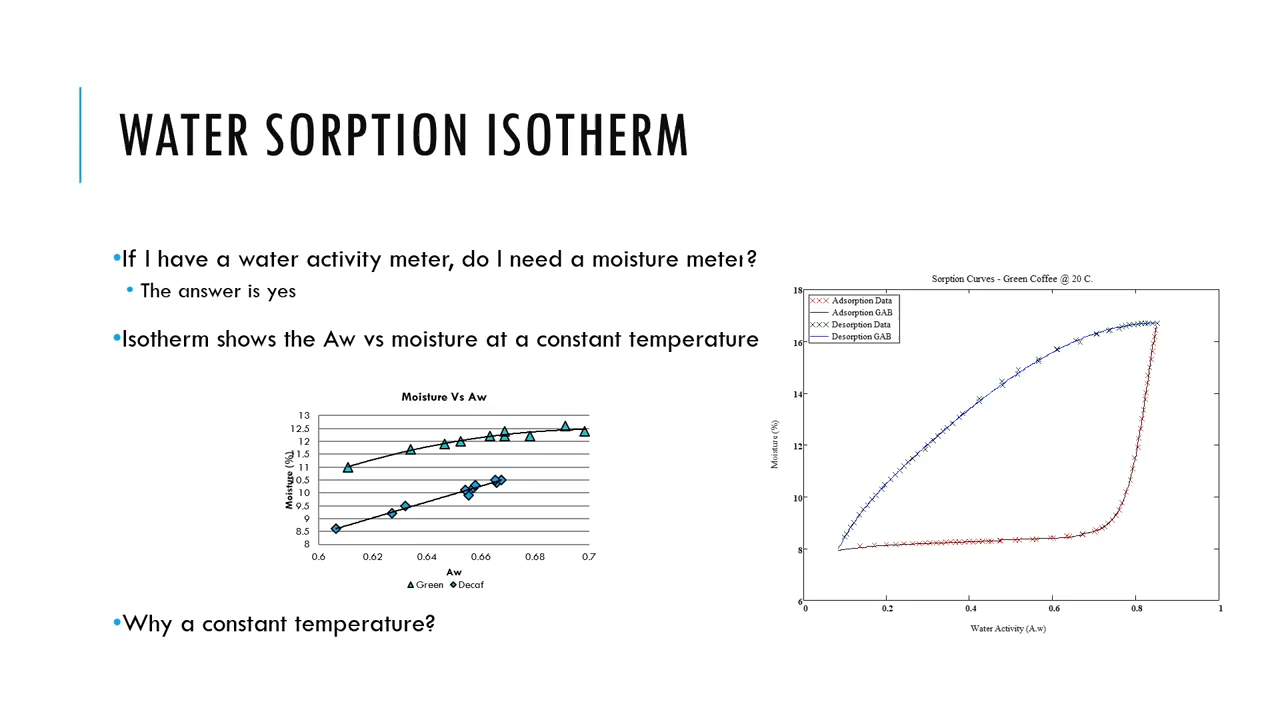 WATER SORPTION ISOTHERM
•If I have a water activity meter, do I need a moisture meter?
• The answer is yes
•Isotherm shows the Aw vs moisture at a constant temperature
Moisture Vs Aw
13
12.5
12
11.5
11
10.5
10
9.5
9
8.5
8
Moisture (%)
0.6 0.62 0.64 0.66 0.68 0.7
Aw
Green Decaf
•Why a constant temperature?
Sorption Curves - Green Coffee @ 20 C.
Adsorption Data
Adsorption GAB
Desorption Data
Desorption GAB
18
16
14
12
10
8
6
Moisture (%)
0 0.2 0.4 0.6 0.8 1
Water Activity (A.w)